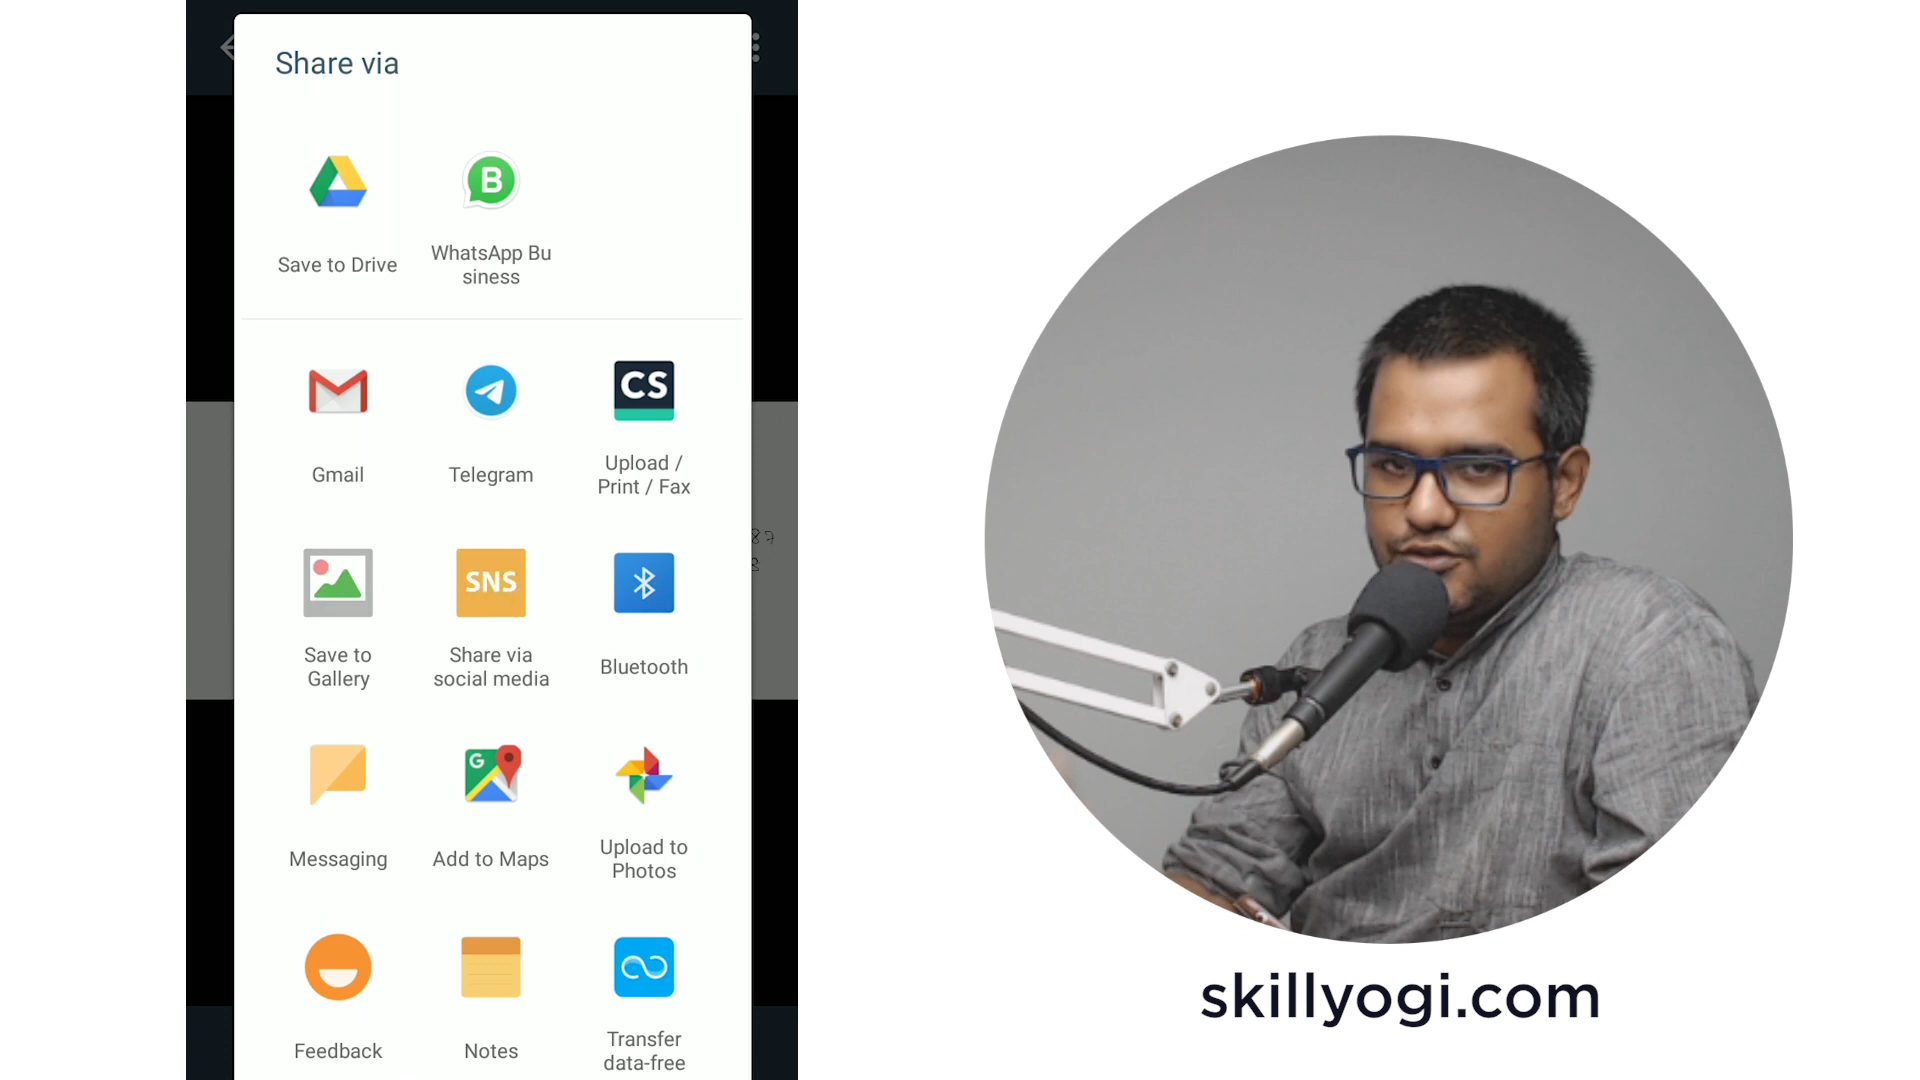 Share via
B
Save to Drive
WhatsApp Bu
siness
CS
Gmail
Telegram
Upload /
Print / Fax
SNS
Save to
Gallery
Share via
social media
Bluetooth
G
Messaging
Add to Maps
Upload to
Photos
Feedback
Notes
Transfer
data-free
skillyogi.com